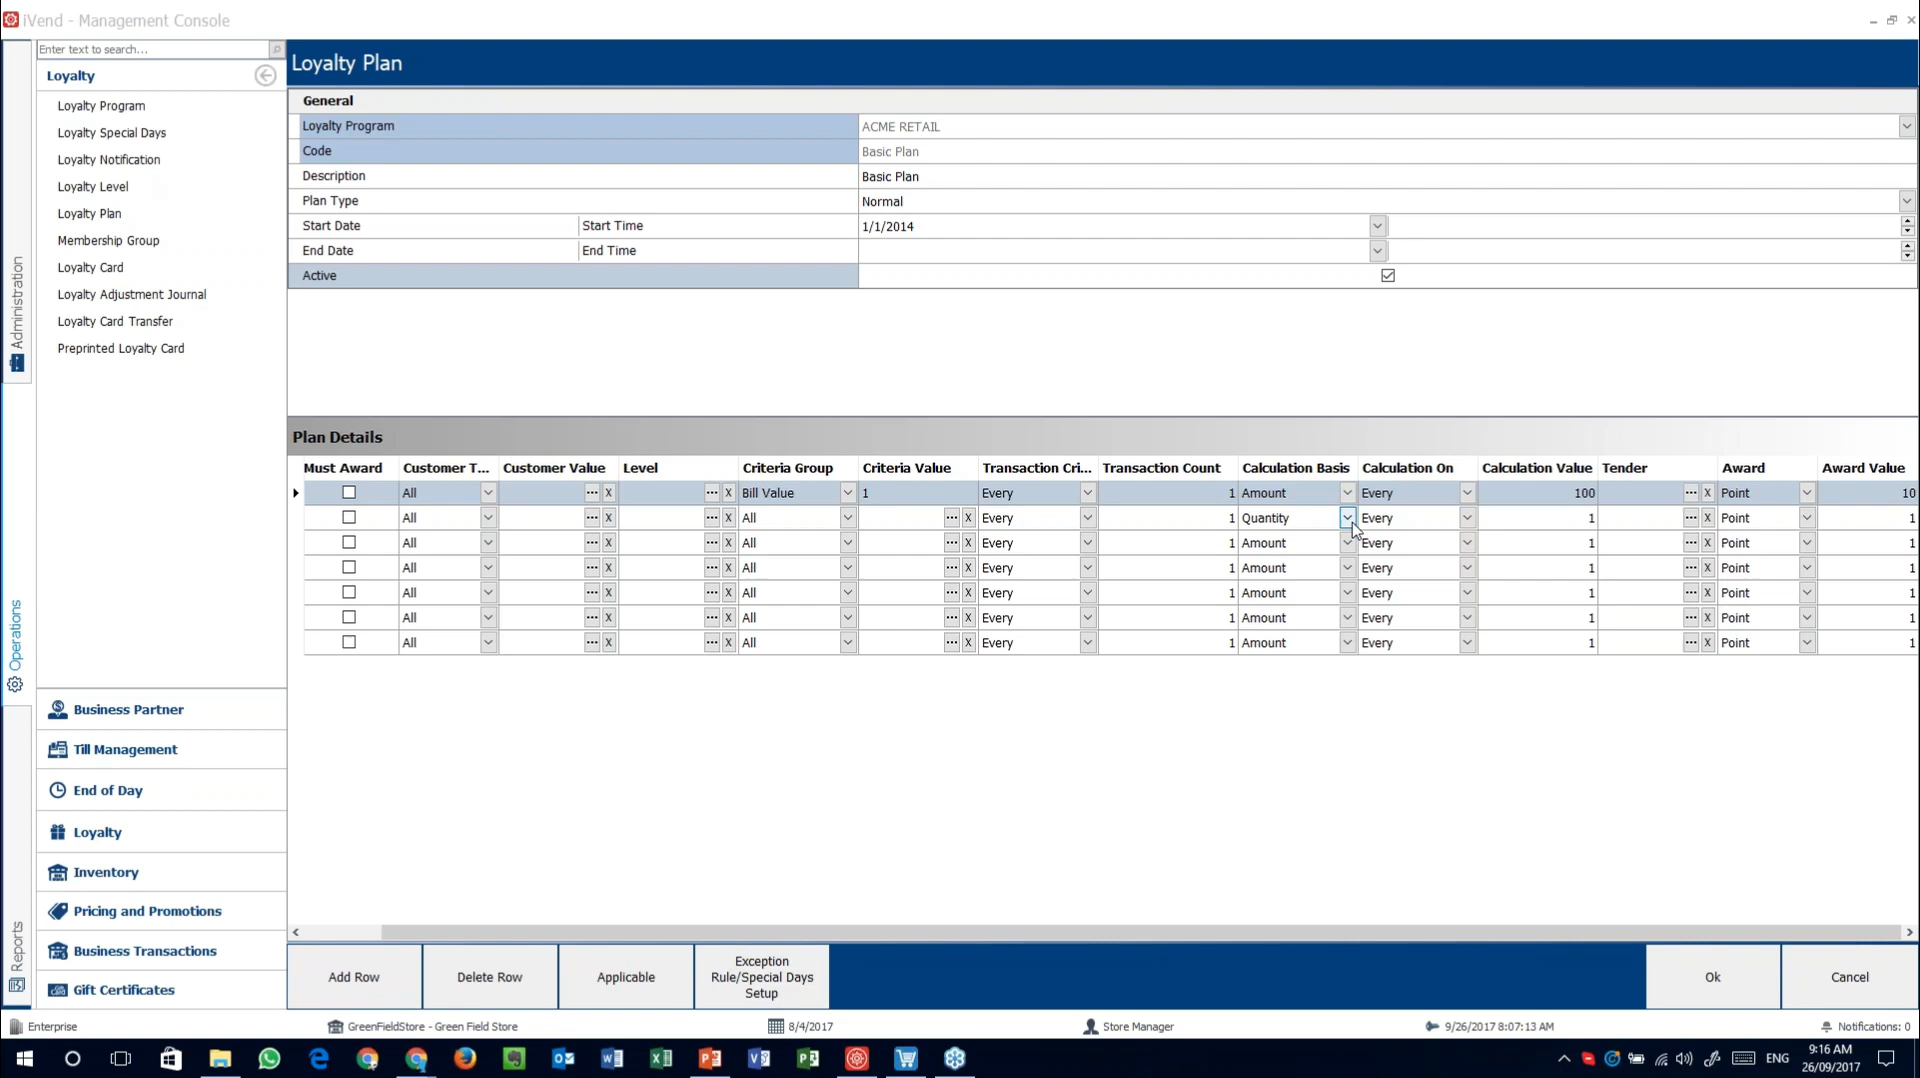 iVend - Management Console
Enter text to search...
Loyalty
Loyalty Program
Loyalty Special Days
Loyalty Notification
Loyalty Level
Loyalty Plan
Membership Group
Loyalty Card
Loyalty Adjustment Journal
Loyalty Card Transfer
Preprinted Loyalty Card
Administration
Operations
Reports
Business Partner
Till Management
End of Day
Loyalty
Inventory
Pricing and Promotions
Business Transactions
Gift Certificates
Loyalty Plan
General
Loyalty Program ACME RETAIL
Code Basic Plan
Description Basic Plan
Plan Type Normal
Start Date Start Time 1/1/2014
End Date End Time
Active
Plan Details
Must Award Customer T... Customer Value Level Criteria Group Criteria Value Transaction Cri... Transaction Count Calculation Basis Calculation On Calculation Value Tender Award Award Value
All ... X ... X Bill Value 1 Every 1 Amount Every 100 ... X Point 10
All ... X ... X All ... X Every 1 Quantity Every 1 ... X Point 1
All ... X ... X All ... X Every 1 Amount Every 1 ... X Point 1
All ... X ... X All ... X Every 1 Amount Every 1 ... X Point 1
All ... X ... X All ... X Every 1 Amount Every 1 ... X Point 1
All ... X ... X All ... X Every 1 Amount Every 1 ... X Point 1
All ... X ... X All ... X Every 1 Amount Every 1 ... X Point 1
Add Row
Delete Row
Applicable
Exception
Rule/Special Days
Setup
Ok
Cancel
Enterprise GreenFieldStore - Green Field Store 8/4/2017 Store Manager 9/26/2017 8:07:13 AM Notifications: 0
ENG
9:16 AM
26/09/2017